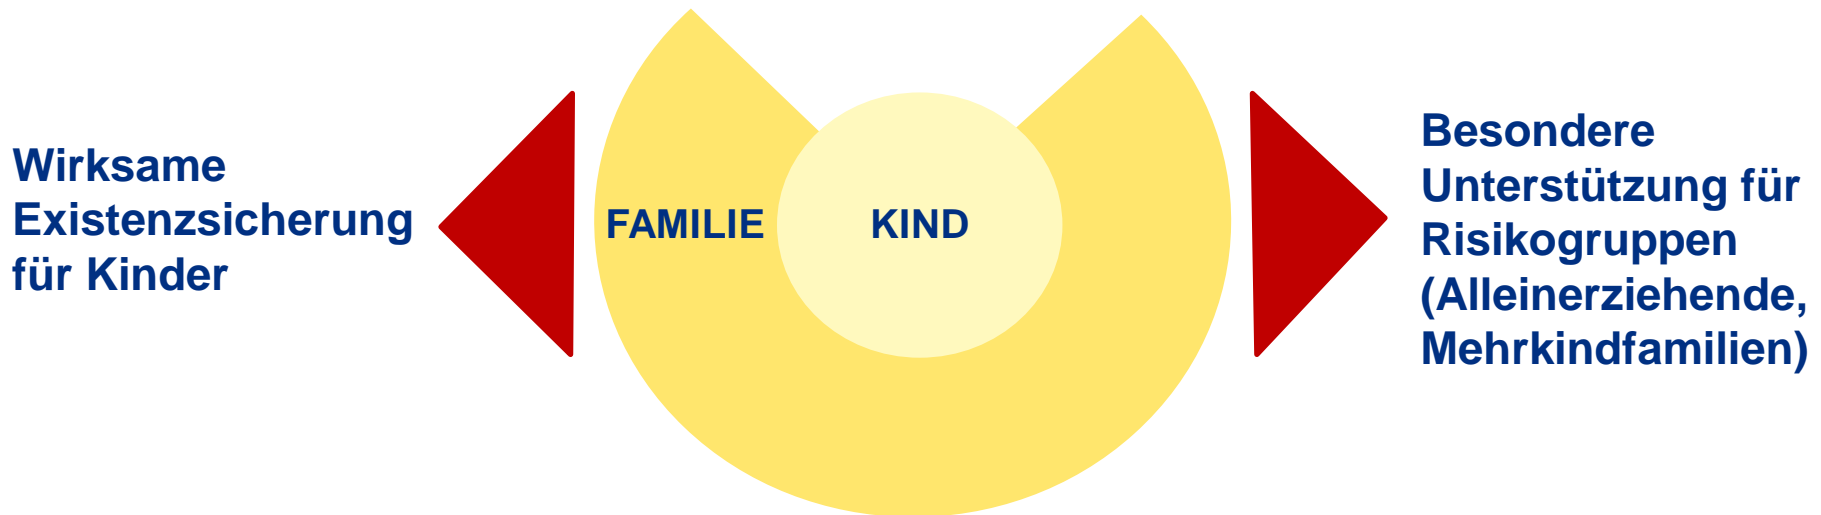 Wirksame
Existenzsicherung
für Kinder
FAMILIE
KIND
Besondere
Unterstützung für
Risikogruppen
(Alleinerziehende,
Mehrkindfamilien)